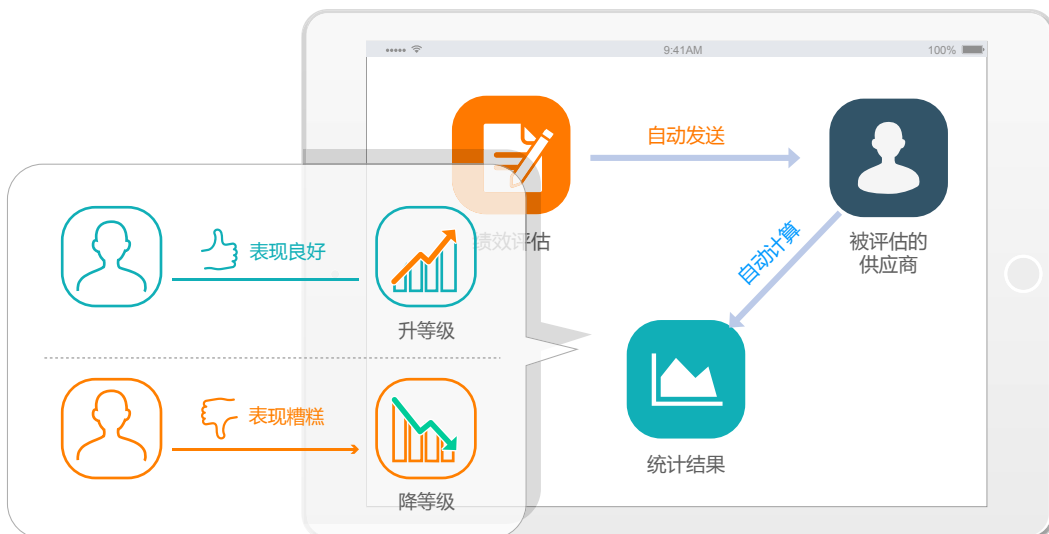 9:41AM
100%
自动发送
绩效评估
被评估的
供应商
自动计算
统计结果
表现良好
升等级
表现糟糕
降等级